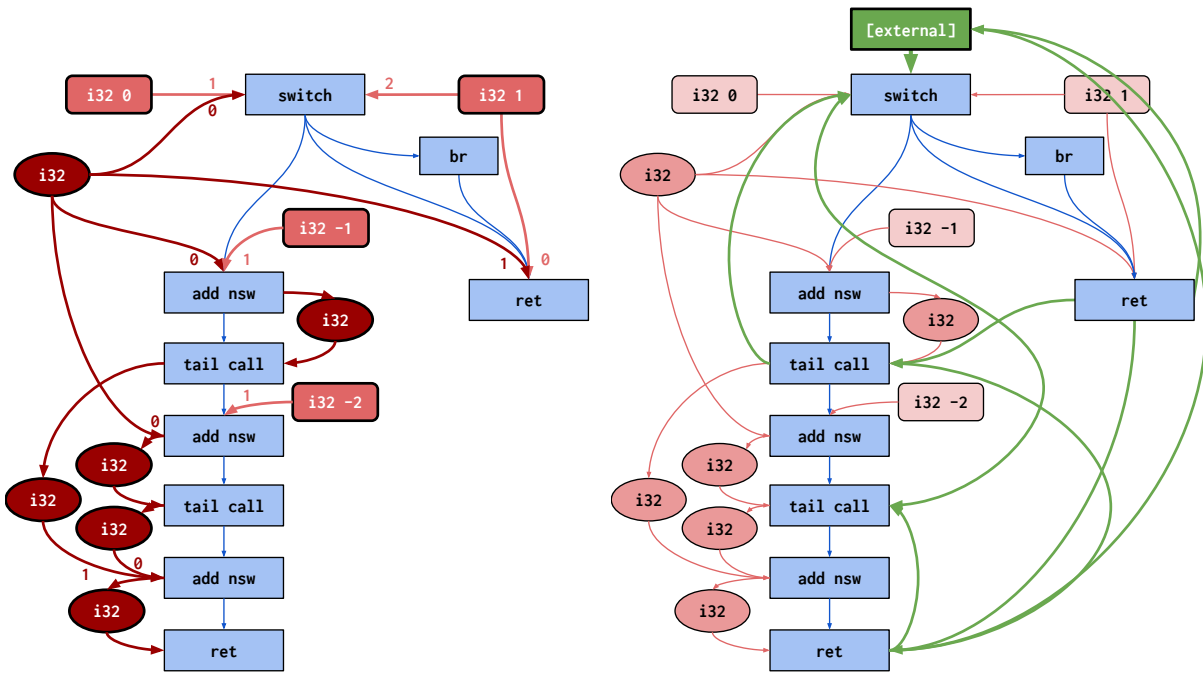 i32 0
1
switch
2
i32 1
0
br
i32
i32 -1
0
1
1
0
add nsw
ret
i32
tail call
1
i32 -2
0
add nsw
i32
i32
tail call
i32
0
1
add nsw
i32
ret
[external]
i32 0
switch
i32 1
br
i32
i32 -1
add nsw
ret
i32
tail call
i32 -2
add nsw
i32
i32
tail call
i32
add nsw
i32
ret